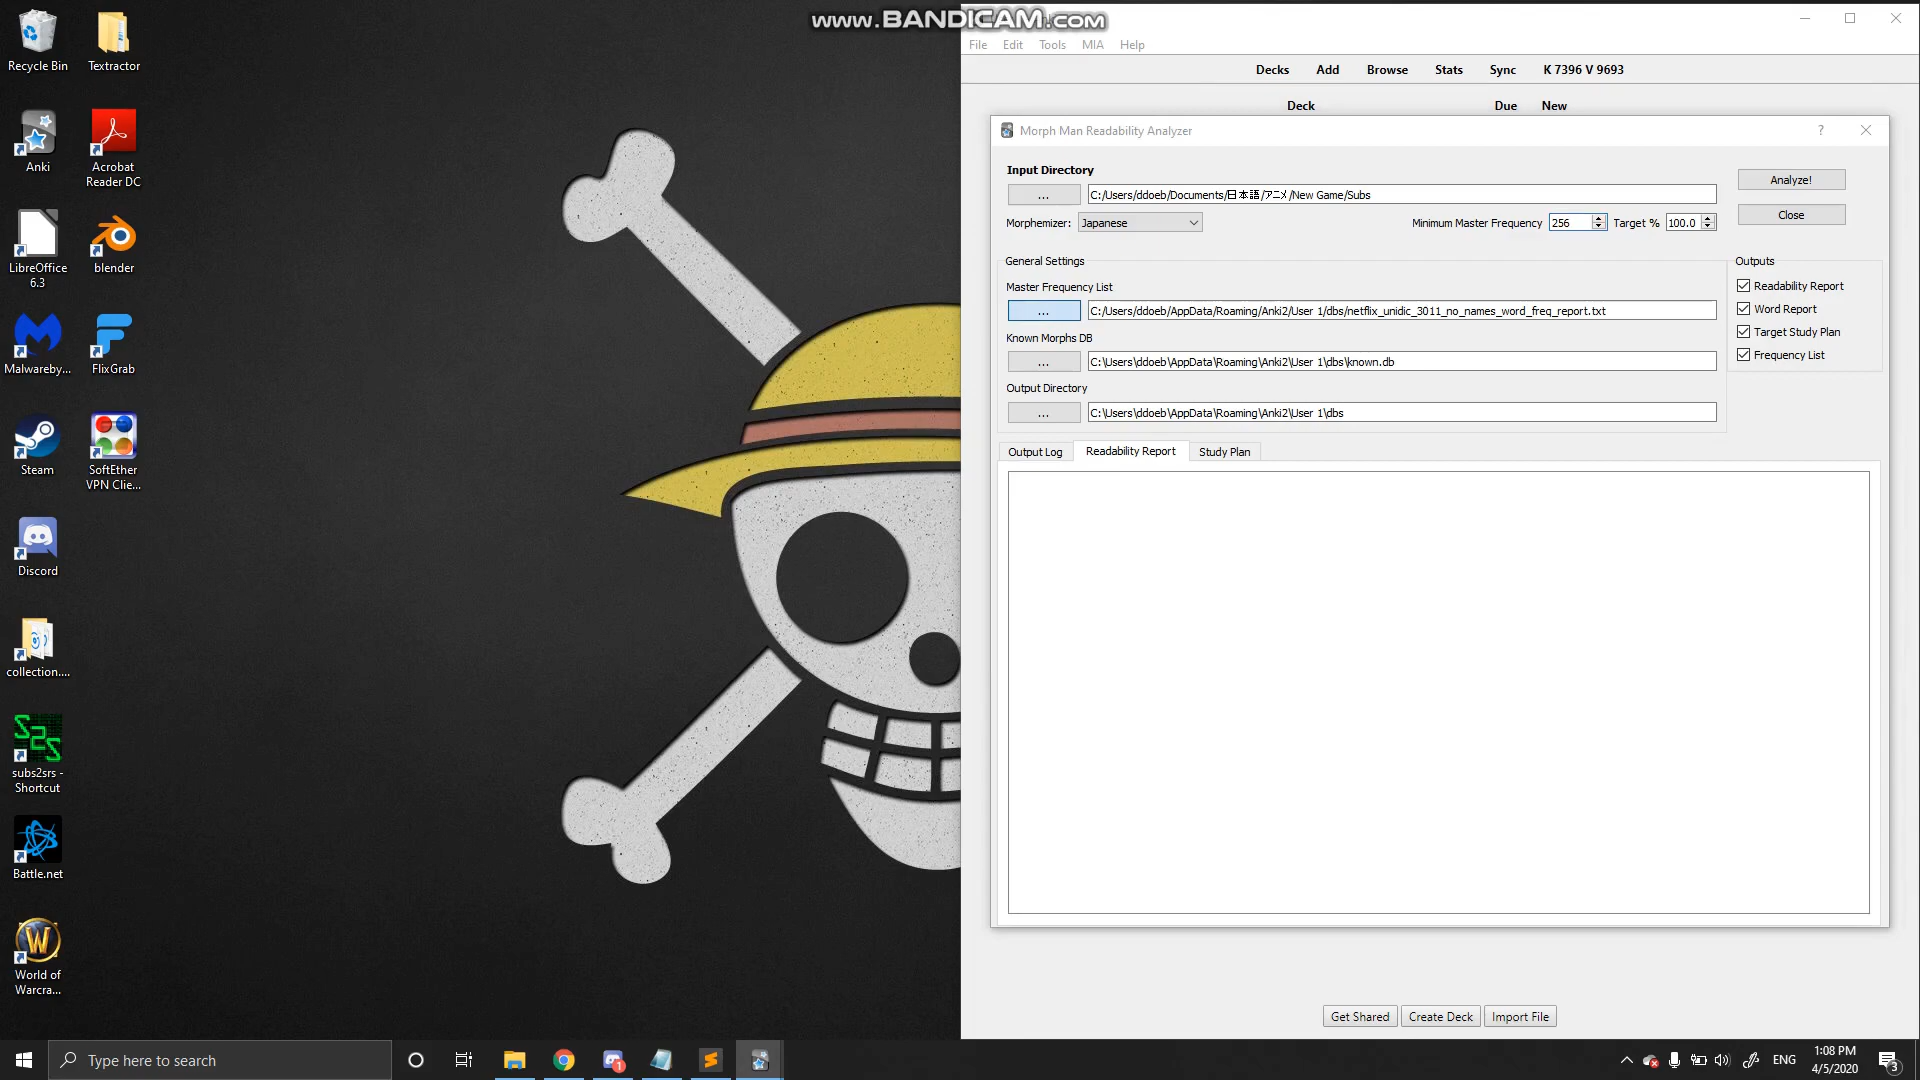 www.BANDICAM.com
Recycle Bin
Textractor
Anki
Acrobat
Reader DC
LibreOffice
6.3
blender
Malwareby...
FlixGrab
Steam
SoftEther
VPN Clie...
Discord
collection....
S2S
subs2srs -
Shortcut
Battle.net
World of
Warcra...
File Edit Tools MIA Help
Decks Add Browse Stats Sync K 7396 V 9693
Deck Due New
Morph Man Readability Analyzer ?
Input Directory
... C:/Users/ddoeb/Documents/日本語/アニメ/New Game/Subs
Analyze!
Morphemizer: Japanese Minimum Master Frequency 256 Target % 100.0
Close
General Settings
Outputs
Master Frequency List
Readability Report
... C:/Users/ddoeb/AppData/Roaming/Anki2/User 1/dbs/netflix_unidic_3011_no_names_word_freq_report.txt
Word Report
Known Morphs DB
Target Study Plan
... C:\Users\ddoeb\AppData\Roaming\Anki2\User 1\dbs\known.db
Frequency List
Output Directory
... C:\Users\ddoeb\AppData\Roaming\Anki2\User 1\dbs
Output Log Readability Report Study Plan
Get Shared Create Deck Import File
Type here to search
1
ENG
1:08 PM
4/5/2020
3